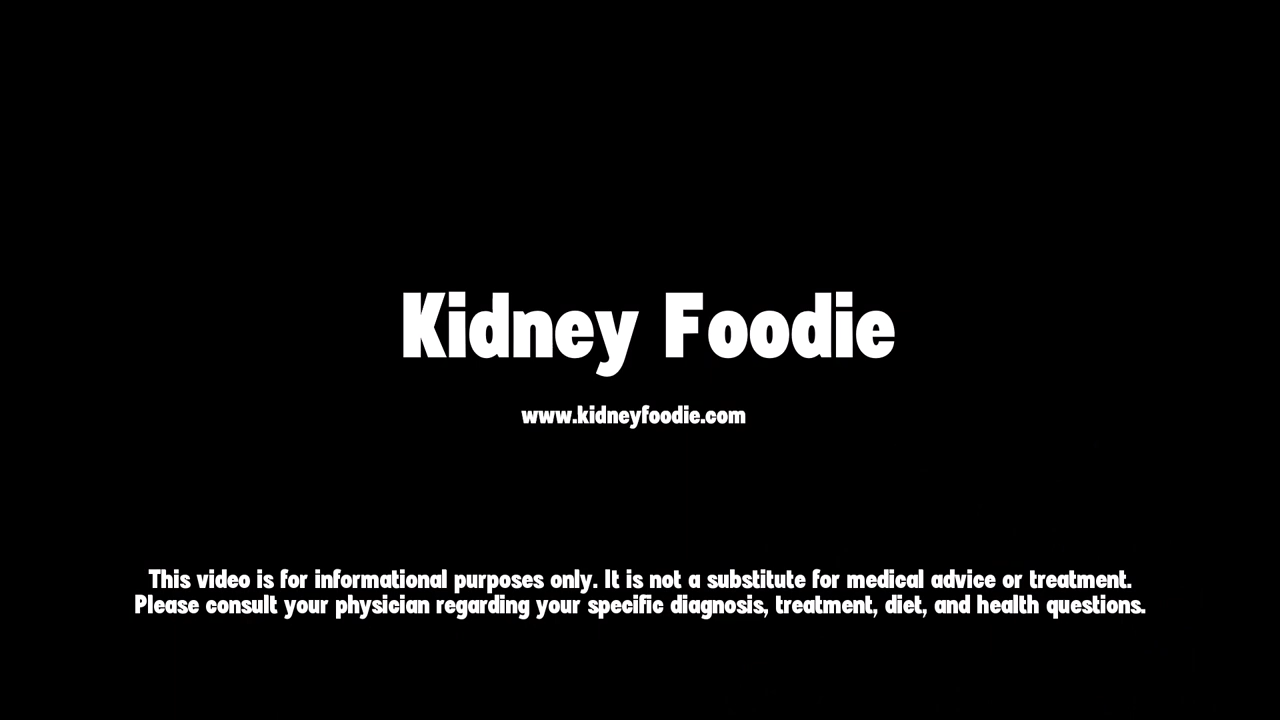 Kidney Foodie
www.kidneyfoodie.com
This video is for informational purposes only. It is not a substitute for medical advice or treatment.
Please consult your physician regarding your specific diagnosis, treatment, diet, and health questions.